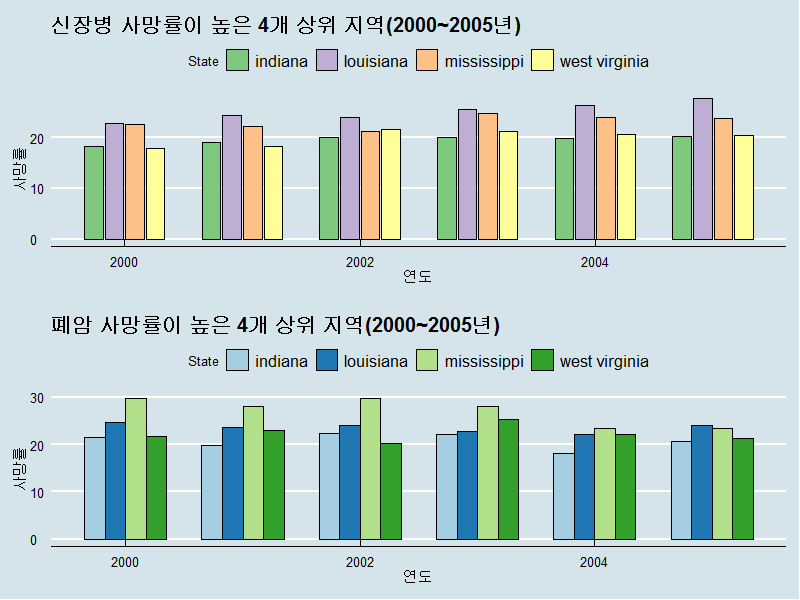 신장병 사망률이 높은 4개 상위 지역(2000~2005년)
State indiana louisiana mississippi west virginia
20
10
0
사망률
2000 2002 2004
연도
폐암 사망률이 높은 4개 상위 지역(2000~2005년)
State indiana louisiana mississippi west virginia
30
20
10
0
사망률
2000 2002 2004
연도